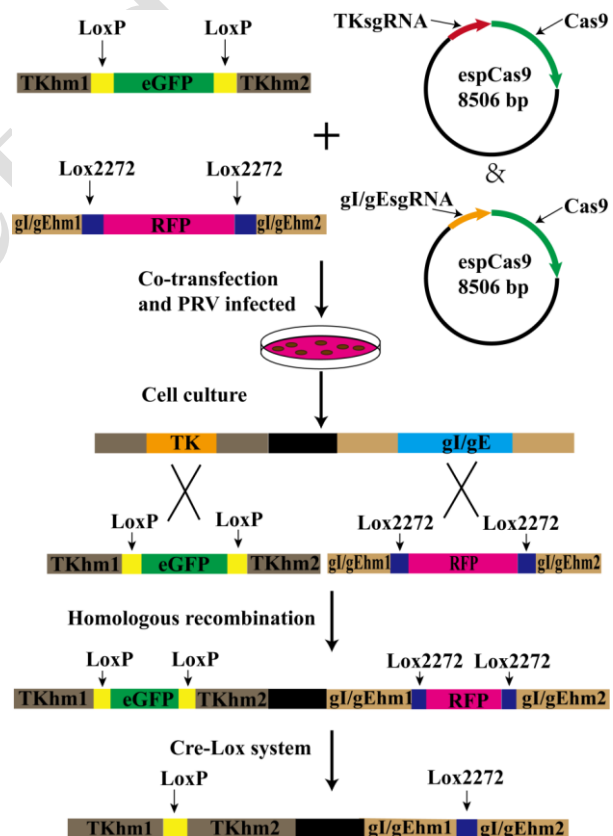 LoxP LoxP
TKhm1 eGFP TKhm2
TKsgRNA Cas9
espCas9
8506 bp
+
&
Lox2272 Lox2272
gI/gEhm1 RFP gI/gEhm2
gI/gEsgRNA Cas9
espCas9
8506 bp
Co-transfection
and PRV infected
Cell culture
TK gI/gE
LoxP LoxP Lox2272 Lox2272
TKhm1 eGFP TKhm2 gI/gEhm1 RFP gI/gEhm2
Homologous recombination
LoxP LoxP Lox2272 Lox2272
TKhm1 eGFP TKhm2 gI/gEhm1 RFP gI/gEhm2
Cre-Lox system
LoxP Lox2272
TKhm1 TKhm2 gI/gEhm1 gI/gEhm2